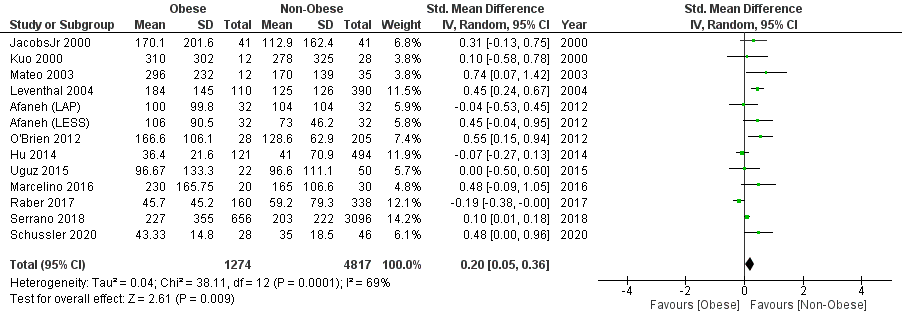 Obese Non-Obese Std. Mean Difference Std. Mean Difference
Study or Subgroup Mean SD Total Mean SD Total Weight IV, Random, 95% CI Year IV, Random, 95% CI
JacobsJr 2000 170.1 201.6 41 112.9 162.4 41 6.8% 0.31 [-0.13, 0.75] 2000
Kuo 2000 310 302 12 278 325 28 3.8% 0.10 [-0.58, 0.78] 2000
Mateo 2003 296 232 12 170 139 35 3.8% 0.74 [0.07, 1.42] 2003
Leventhal 2004 184 145 110 125 126 390 11.5% 0.45 [0.24, 0.67] 2004
Afaneh (LAP) 100 99.8 32 104 104 32 6.1% -0.04 [-0.53, 0.45] 2012
Afaneh (LESS) 106 90.5 32 73 46.2 32 6.0% 0.45 [-0.04, 0.95] 2012
O'Brien 2012 166.6 106.1 28 128.6 62.9 205 7.4% 0.55 [0.15, 0.94] 2012
Hu 2014 36.4 21.6 121 41 70.9 494 11.9% -0.07 [-0.27, 0.13] 2014
Uguz 2015 96.67 133.3 22 96.6 111.1 50 5.9% 0.00 [-0.50, 0.50] 2015
Marcelino 2016 230 165.75 20 165 106.6 30 4.9% 0.48 [-0.09, 1.05] 2016
Raber 2017 45.7 45.2 160 59.2 79.3 338 11.9% -0.19 [-0.38, -0.00] 2017
Serrano 2018 227 355 656 203 222 3096 14.2% 0.10 [0.01, 0.18] 2018
Schussler 2020 43.33 14.8 28 35 18.5 46 6.1% 0.48 [0.00, 0.96] 2020
Total (95% CI) 1274 4817 100.0% 0.20 [0.05, 0.36]
Heterogeneity: Tau² = 0.04; Chi² = 38.11, df = 12 (P = 0.0001); I² = 69%
Test for overall effect: Z = 2.61 (P = 0.009)
-4 -2 0 2 4
Favours [Obese] Favours [Non-Obese]